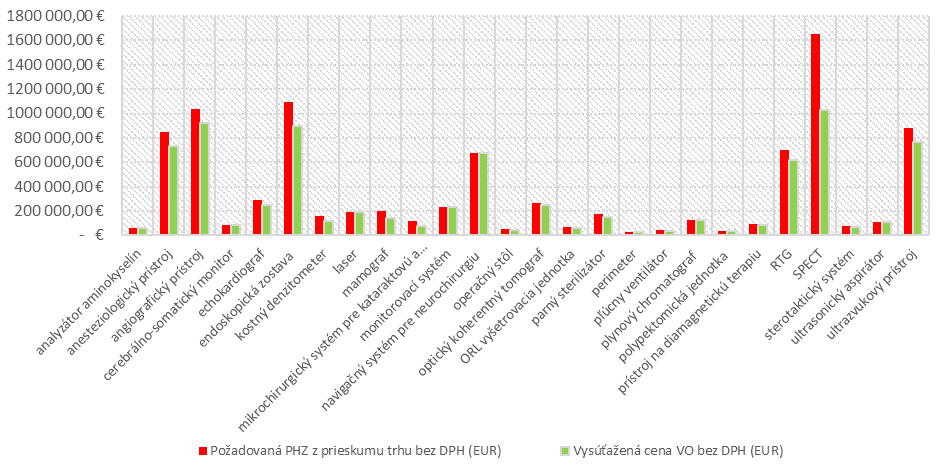 1800 000,00 €
1600 000,00 €
1400 000,00 €
1200 000,00 €
1000 000,00 €
800 000,00 €
600 000,00 €
400 000,00 €
200 000,00 €
- €
analyzátor aminokyselín
anesteziologický prístroj
angiografický prístroj
cerebrálno-somatický monitor
echokardiograf
endoskopická zostava
kostný denzitometer
laser
mamograf
mikrochirurgický systém pre kataraktovú a…
monitorovací systém
navigačný systém pre neurochirurgiu
operačný stôl
optický koherentný tomograf
ORL vyšetrovacia jednotka
parný sterilizátor
perimeter
pľúcny ventilátor
plynový chromatograf
polypektomická jednotka
prístroj na diamagnetickú terapiu
RTG
SPECT
sterotaktický systém
ultrasonický aspirátor
ultrazvukový prístroj
Požadovaná PHZ z prieskumu trhu bez DPH (EUR)
Vysúťažená cena VO bez DPH (EUR)